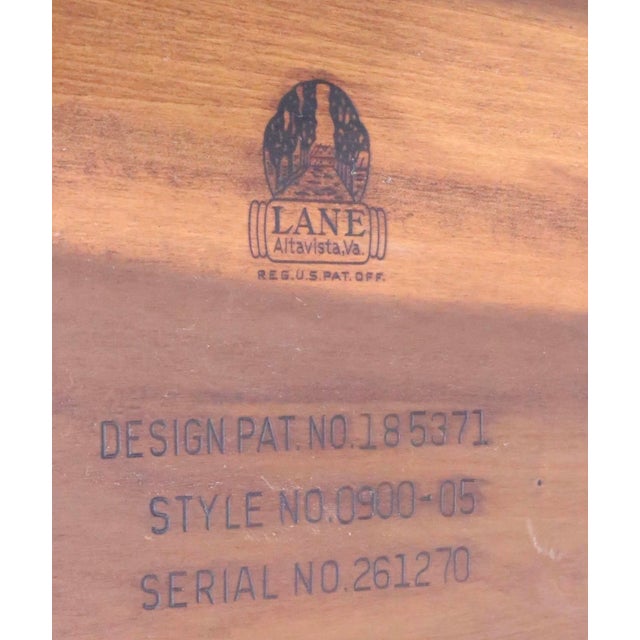 LANE
Altavista,Va.
REG.U.S.PAT.OFF.
DESIGN PAT.NO.185371
STYLE NO.0900-05
SERIAL NO.261270